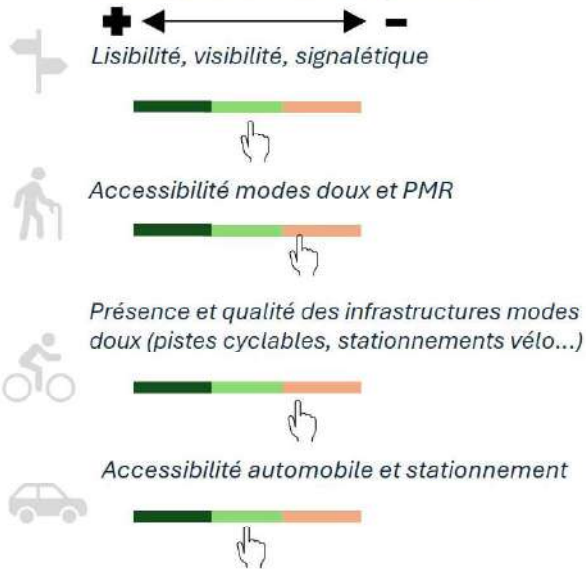 Lisibilité, visibilité, signalétique
Accessibilité modes doux et PMR
Présence et qualité des infrastructures modes
doux (pistes cyclables, stationnements vélo...)
Accessibilité automobile et stationnement